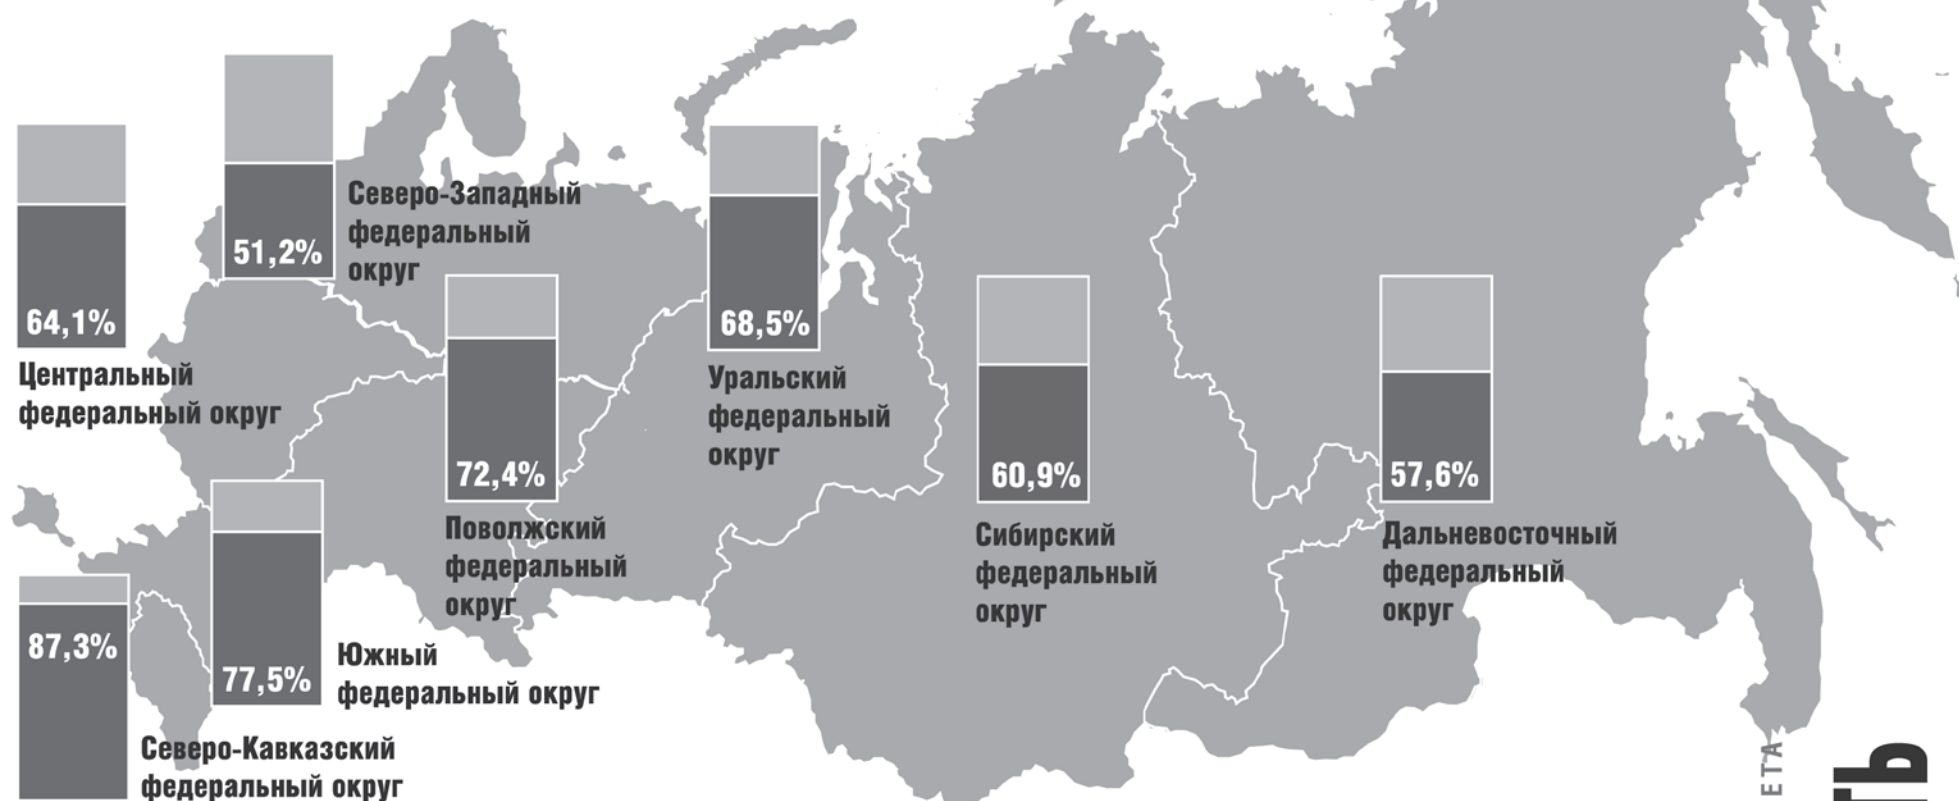 51,2%
Северо-Западный
федеральный
округ
64,1%
Центральный
федеральный округ
68,5%
Уральский
федеральный
округ
72,4%
Поволжский
федеральный
округ
60,9%
Сибирский
федеральный
округ
57,6%
Дальневосточный
федеральный
округ
77,5%
Южный
федеральный округ
87,3%
Северо-Кавказский
федеральный округ
ЕТА
ТЬ